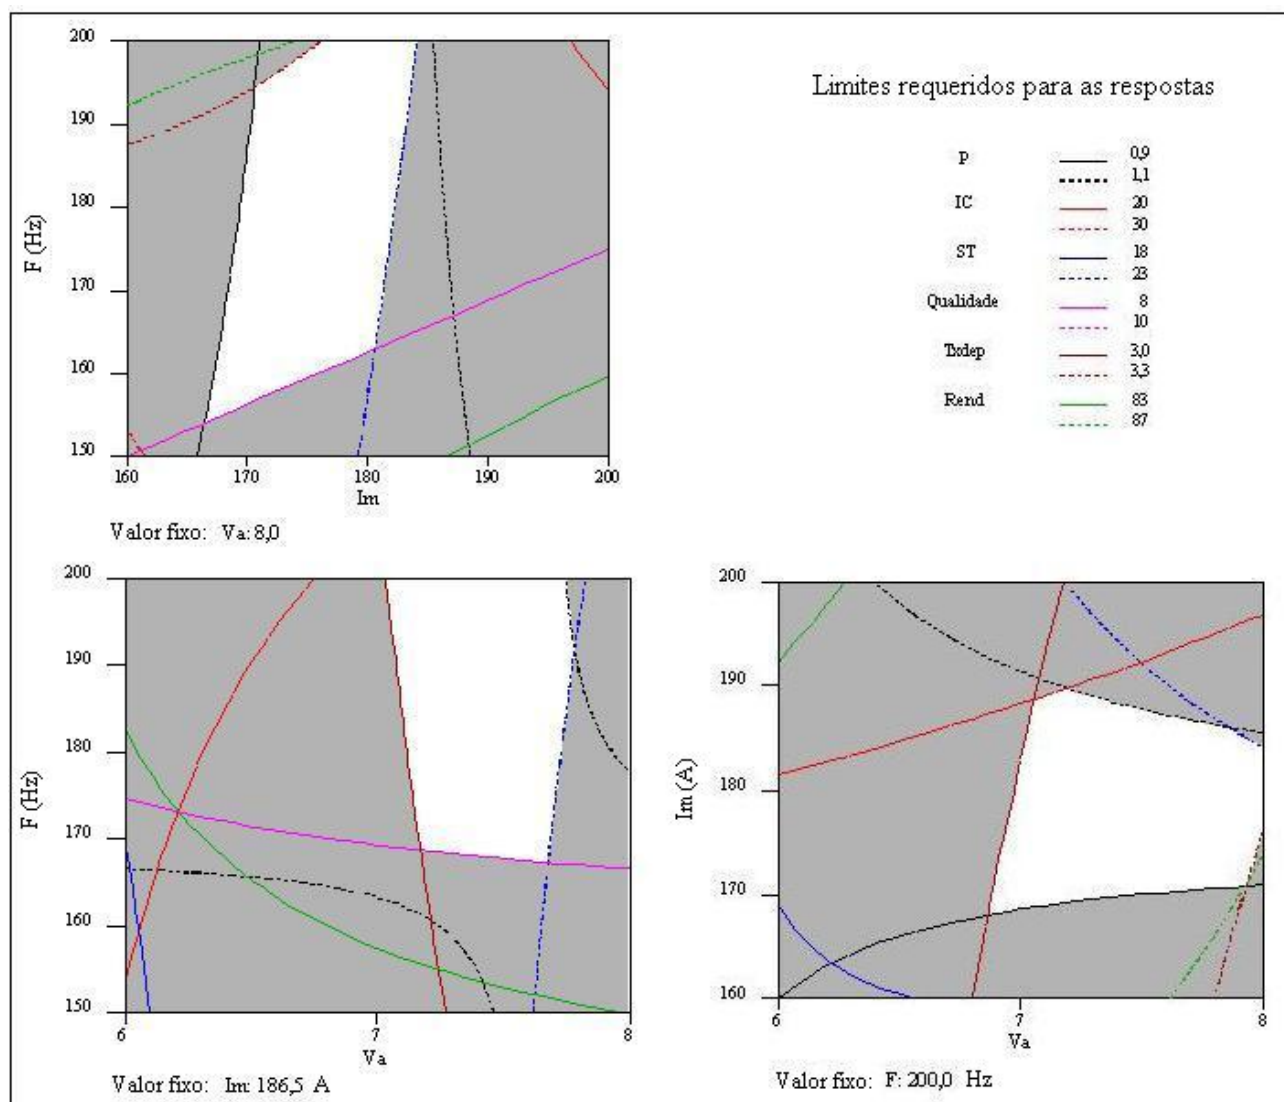 Limites requeridos para as respostas
P 0,9
1,1
IC 20
30
ST 18
23
Qualidade 8
10
Txdep 3,0
3,3
Rend 83
87
F (Hz)
200
190
180
170
160
150
160 170 180 190 200
Im
Valor fixo: Va: 8,0
F (Hz)
200
190
180
170
160
150
6 7 8
Va
Valor fixo: Im: 186,5 A
Im (A)
200
190
180
170
160
6 7 8
Va
Valor fixo: F: 200,0 Hz